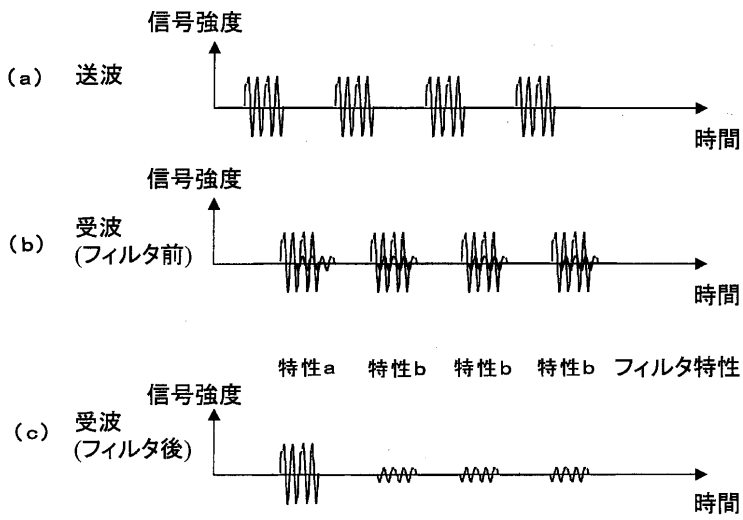 信号強度
(a) 送波
時間
信号強度
(b) 受波
(フィルタ前)
時間
特性a 特性b 特性b 特性b フィルタ特性
信号強度
(c) 受波
(フィルタ後)
時間